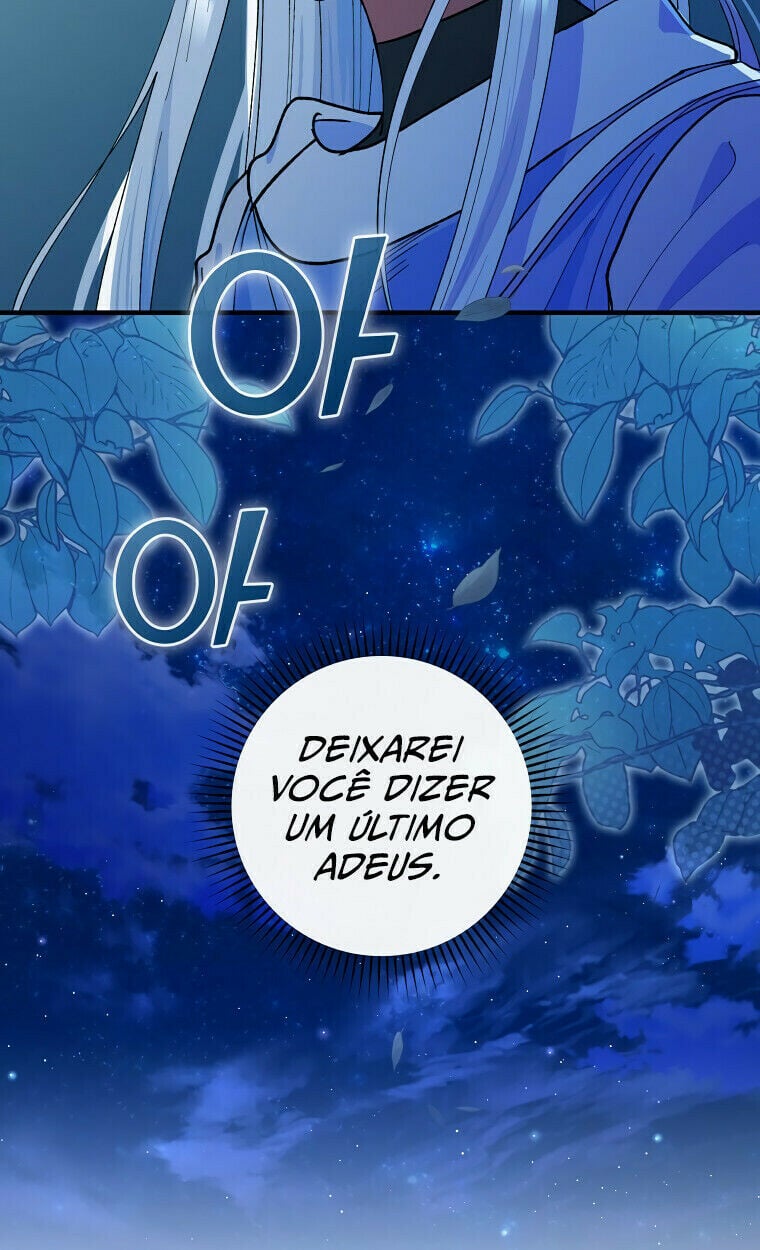 아
아
DEIXAREI
VOCÊ DIZER
UM ÚLTIMO
ADEUS.